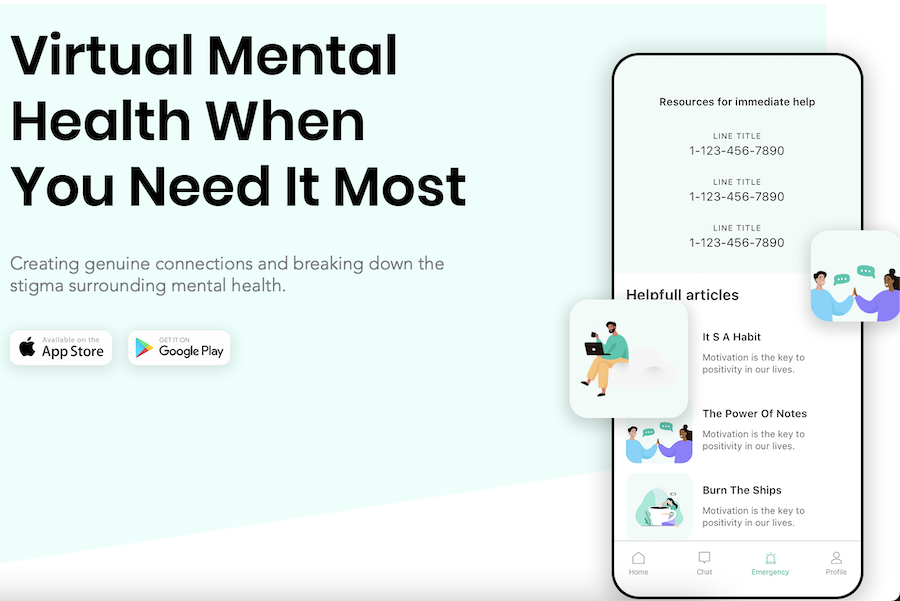 Virtual Mental
Health When
You Need It Most
Creating genuine connections and breaking down the
stigma surrounding mental health.
Available on the
App Store
GET IT ON
Google Play
Resources for immediate help
LINE TITLE
1-123-456-7890
LINE TITLE
1-123-456-7890
LINE TITLE
1-123-456-7890
Helpfull articles
It S A Habit
Motivation is the key to
positivity in our lives.
The Power Of Notes
Motivation is the key to
positivity in our lives.
Burn The Ships
Motivation is the key to
positivity in our lives.
Home Chat Emergency Profile